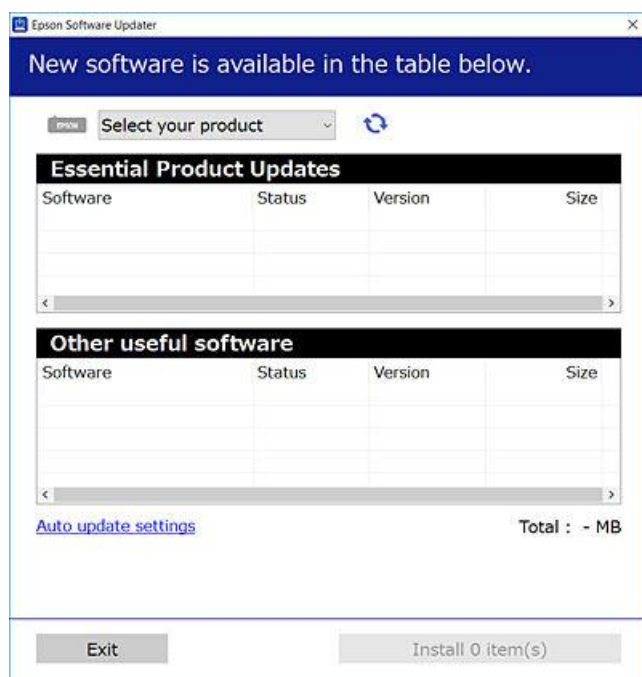 Epson Software Updater
New software is available in the table below.
EPSON Select your product
Essential Product Updates
Software Status Version Size
Other useful software
Software Status Version Size
Auto update settings Total : - MB
Exit Install 0 item(s)